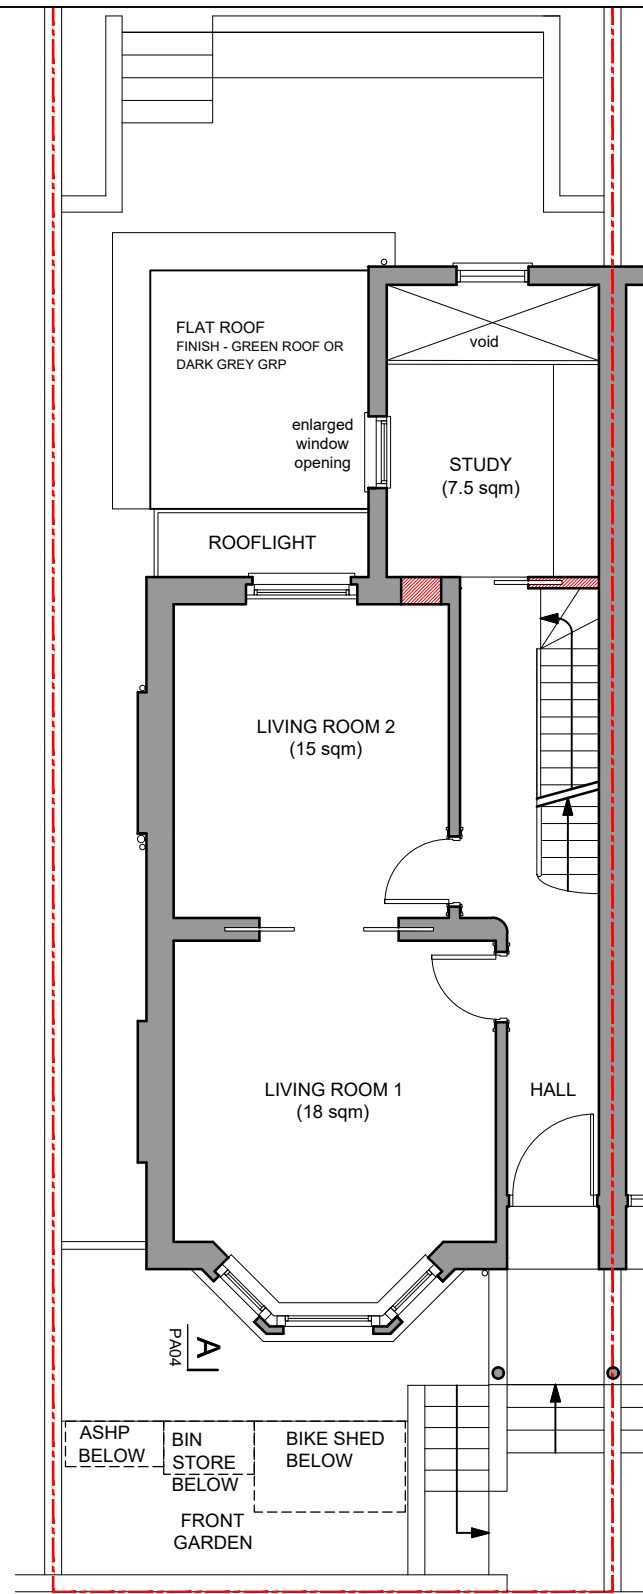 FLAT ROOF
FINISH - GREEN ROOF OR
DARK GREY GRP
void
enlarged
window
opening
STUDY
(7.5 sqm)
ROOFLIGHT
LIVING ROOM 2
(15 sqm)
LIVING ROOM 1
(18 sqm)
HALL
A
PA04
ASHP
BELOW
BIN
STORE
BELOW
BIKE SHED
BELOW
FRONT
GARDEN